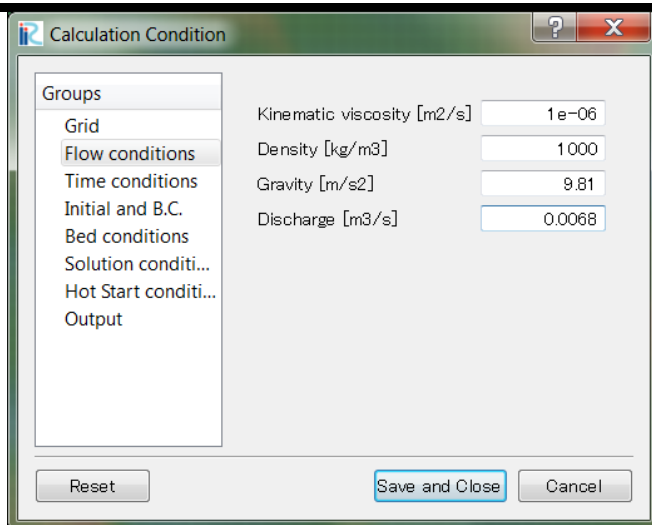 iRIC Calculation Condition
Groups
Grid
Flow conditions
Time conditions
Initial and B.C.
Bed conditions
Solution conditi...
Hot Start conditi...
Output
Kinematic viscosity [m2/s] 1e-06
Density [kg/m3] 1000
Gravity [m/s2] 9.81
Discharge [m3/s] 0.0068
Reset Save and Close Cancel